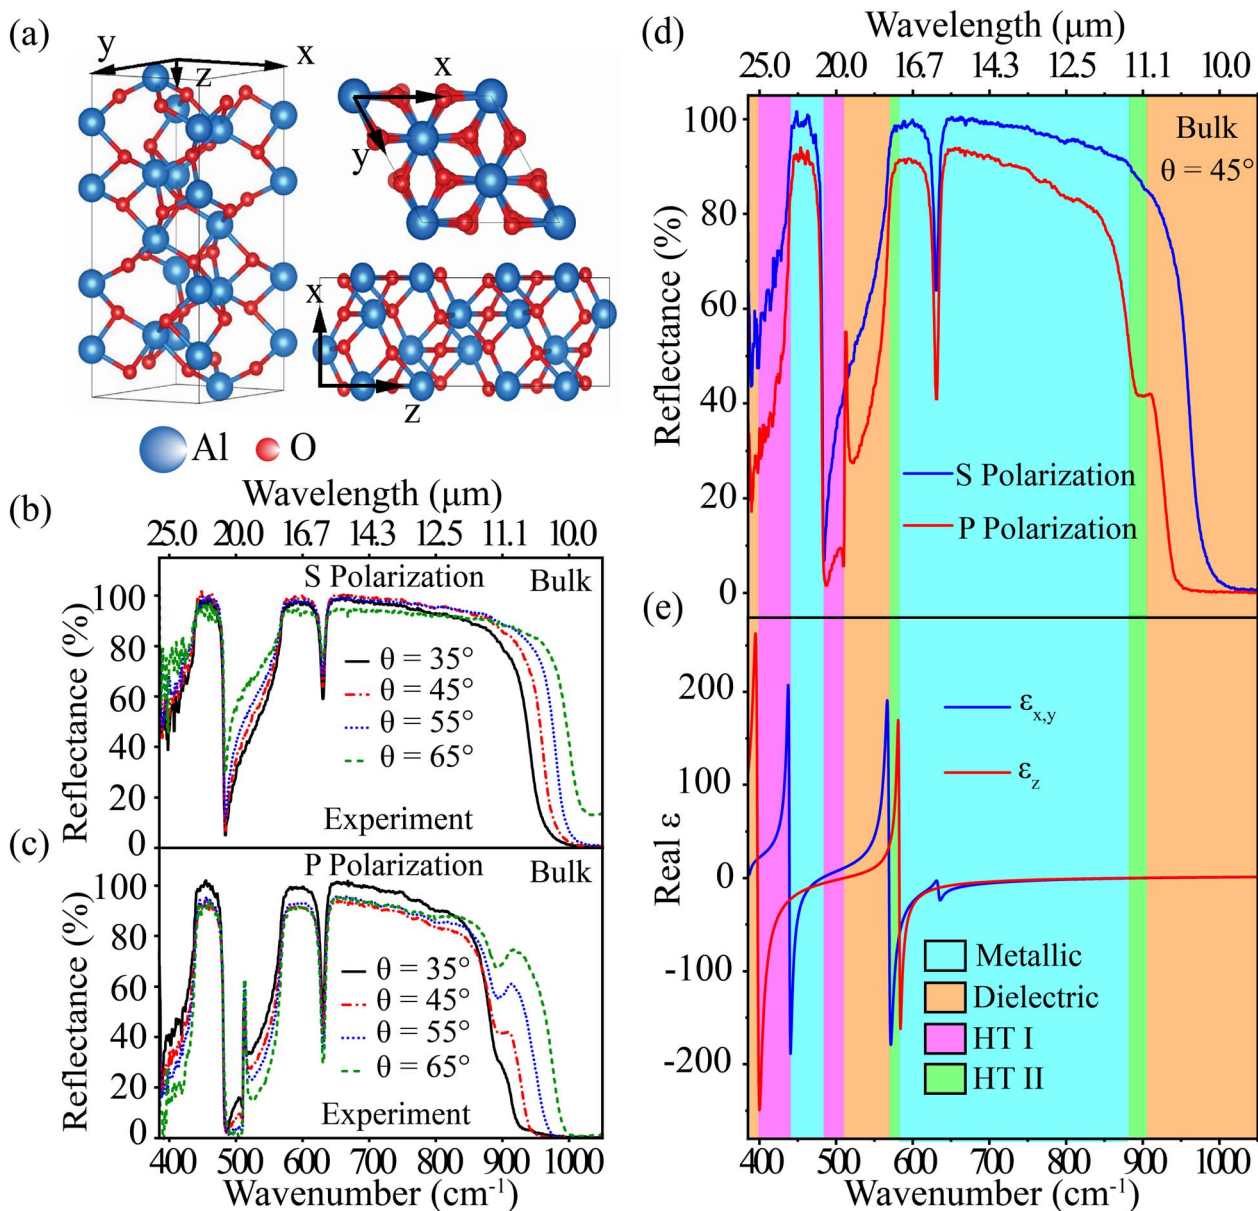 (a)
y
x
z
x
y
x
z
Al
O
(b)
Wavelength (μm)
25.0 20.0 16.7 14.3 12.5 11.1 10.0
S Polarization
Bulk
θ = 35°
θ = 45°
θ = 55°
θ = 65°
Experiment
Reflectance (%)
100
80
60
40
20
0
(c)
P Polarization
Bulk
θ = 35°
θ = 45°
θ = 55°
θ = 65°
Experiment
Reflectance (%)
100
80
60
40
20
0
400 500 600 700 800 900 1000
Wavenumber (cm-1)
(d)
Wavelength (μm)
25.0 20.0 16.7 14.3 12.5 11.1 10.0
Bulk
θ = 45°
S Polarization
P Polarization
Reflectance (%)
100
80
60
40
20
0
(e)
εx,y
εz
Metallic
Dielectric
HT I
HT II
Real ε
200
100
0
-100
-200
400 500 600 700 800 900 1000
Wavenumber (cm-1)